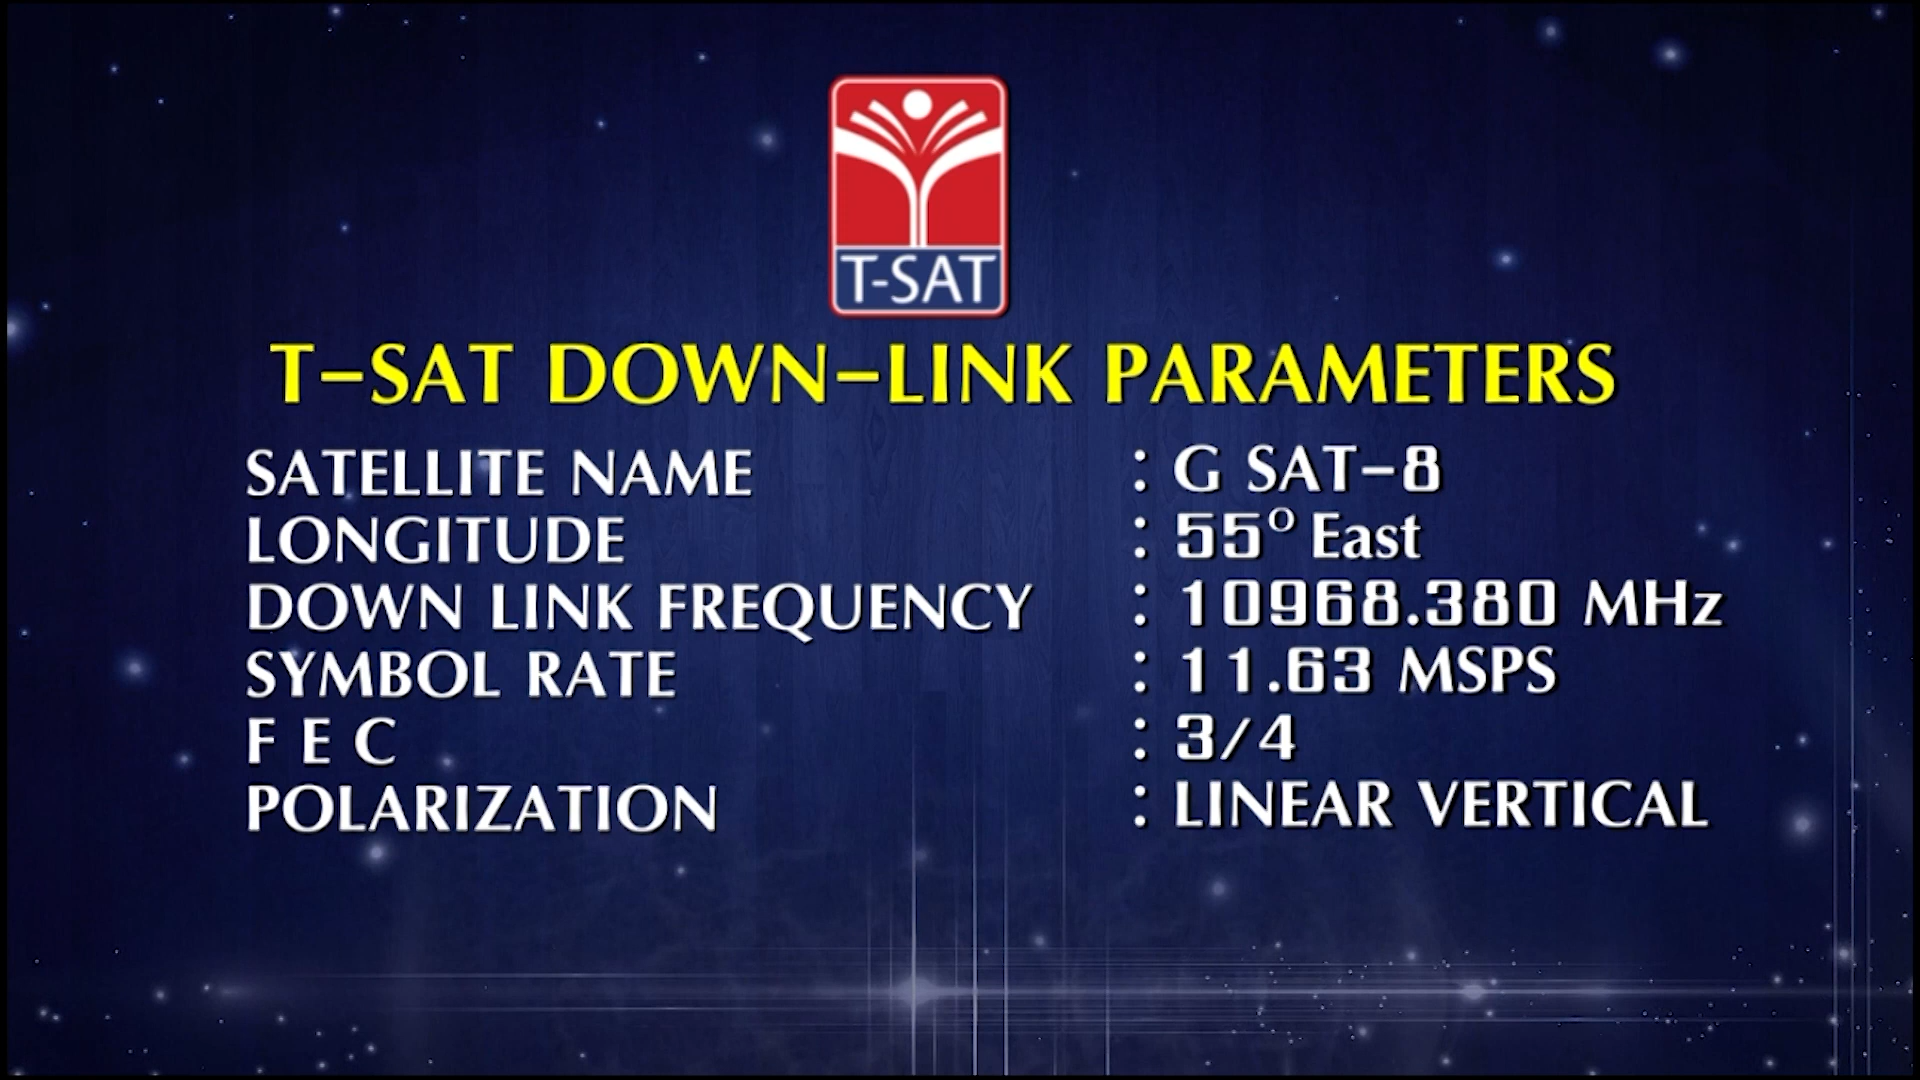 T-SAT
T-SAT DOWN-LINK PARAMETERS
SATELLITE NAME : G SAT-8
LONGITUDE : 55° East
DOWN LINK FREQUENCY : 10968.380 MHz
SYMBOL RATE : 11.63 MSPS
F E C : 3/4
POLARIZATION : LINEAR VERTICAL